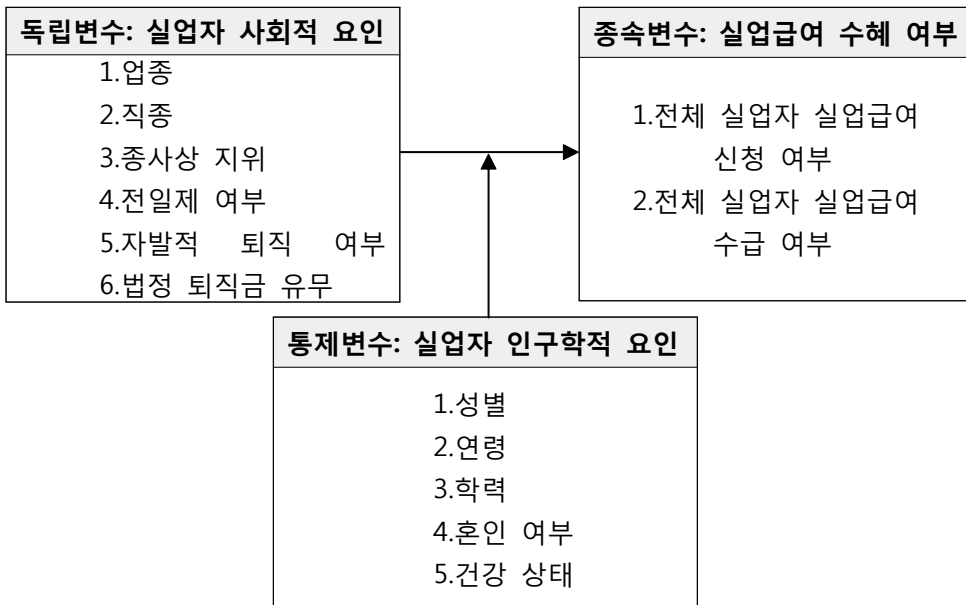 독립변수: 실업자 사회적 요인
1.업종
2.직종
3.종사상 지위
4.전일제 여부
5.자발적 퇴직 여부
6.법정 퇴직금 유무
종속변수: 실업급여 수혜 여부
1.전체 실업자 실업급여
신청 여부
2.전체 실업자 실업급여
수급 여부
통제변수: 실업자 인구학적 요인
1.성별
2.연령
3.학력
4.혼인 여부
5.건강 상태